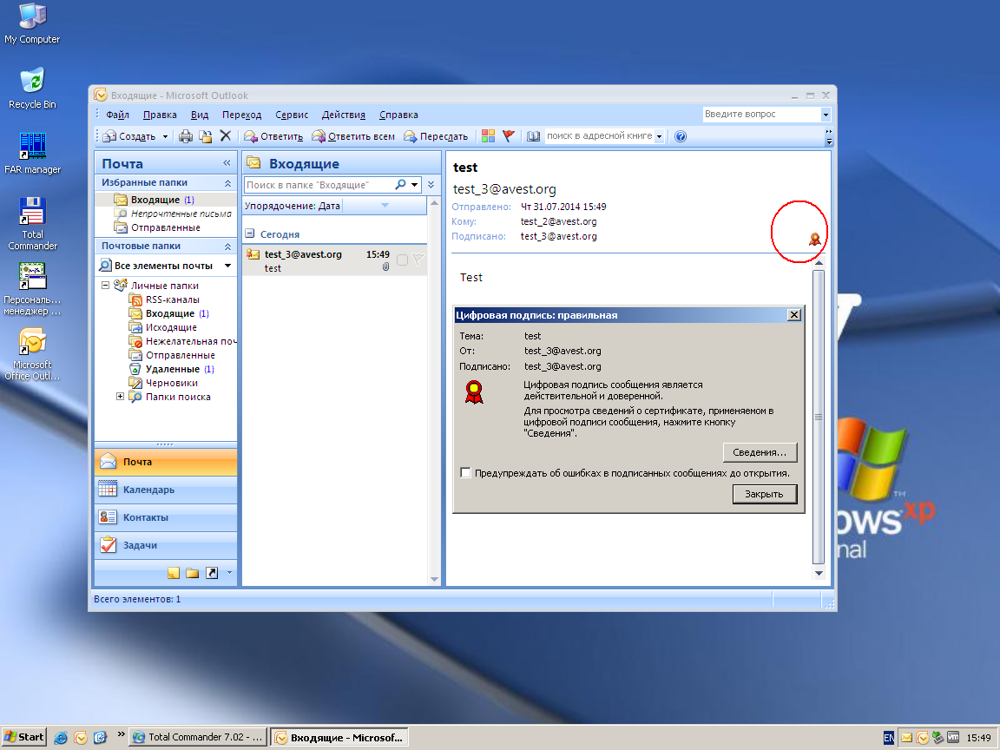 My Computer
Recycle Bin
FAR manager
Total
Commander
Персональ...
менеджер ...
Microsoft
Office Outl...
Входящие - Microsoft Outlook
Файл Правка Вид Переход Сервис Действия Справка
Введите вопрос
Создать Ответить Ответить всем Переслать поиск в адресной книге
Почта
Избранные папки
Входящие (1)
Непрочтенные письма
Отправленные
Почтовые папки
Все элементы почты
Личные папки
RSS-каналы
Входящие (1)
Исходящие
Нежелательная поч
Отправленные
Удаленные (1)
Черновики
Папки поиска
Почта
Календарь
Контакты
Задачи
Входящие
Поиск в папке "Входящие"
Упорядочение: Дата
Сегодня
test_3@avest.org 15:49
test
test
test_3@avest.org
Отправлено: Чт 31.07.2014 15:49
Кому: test_2@avest.org
Подписано: test_3@avest.org
Test
Цифровая подпись: правильная
Тема: test
От: test_3@avest.org
Подписано: test_3@avest.org
Цифровая подпись сообщения является
действительной и доверенной.
Для просмотра сведений о сертификате, применяемом в
цифровой подписи сообщения, нажмите кнопку
"Сведения".
Сведения...
Предупреждать об ошибках в подписанных сообщениях до открытия.
Закрыть
Всего элементов: 1
TM
ows xp
nal
Start
Total Commander 7.02 - ...
Входящие - Microsof...
EN
15:49